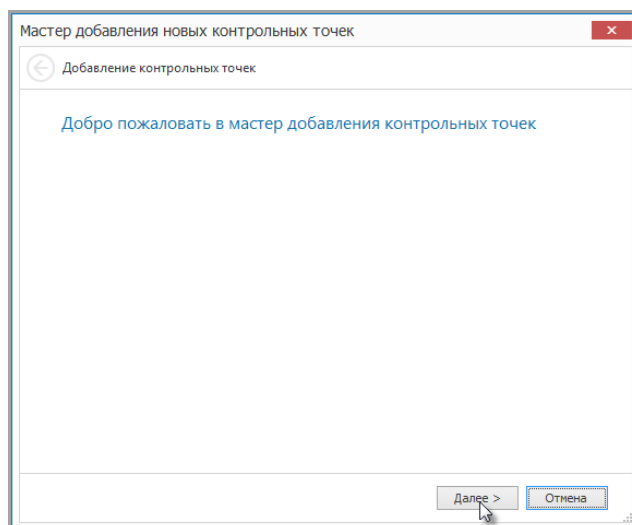 Мастер добавления новых контрольных точек
Добавление контрольных точек
Добро пожаловать в мастер добавления контрольных точек
Далее >
Отмена